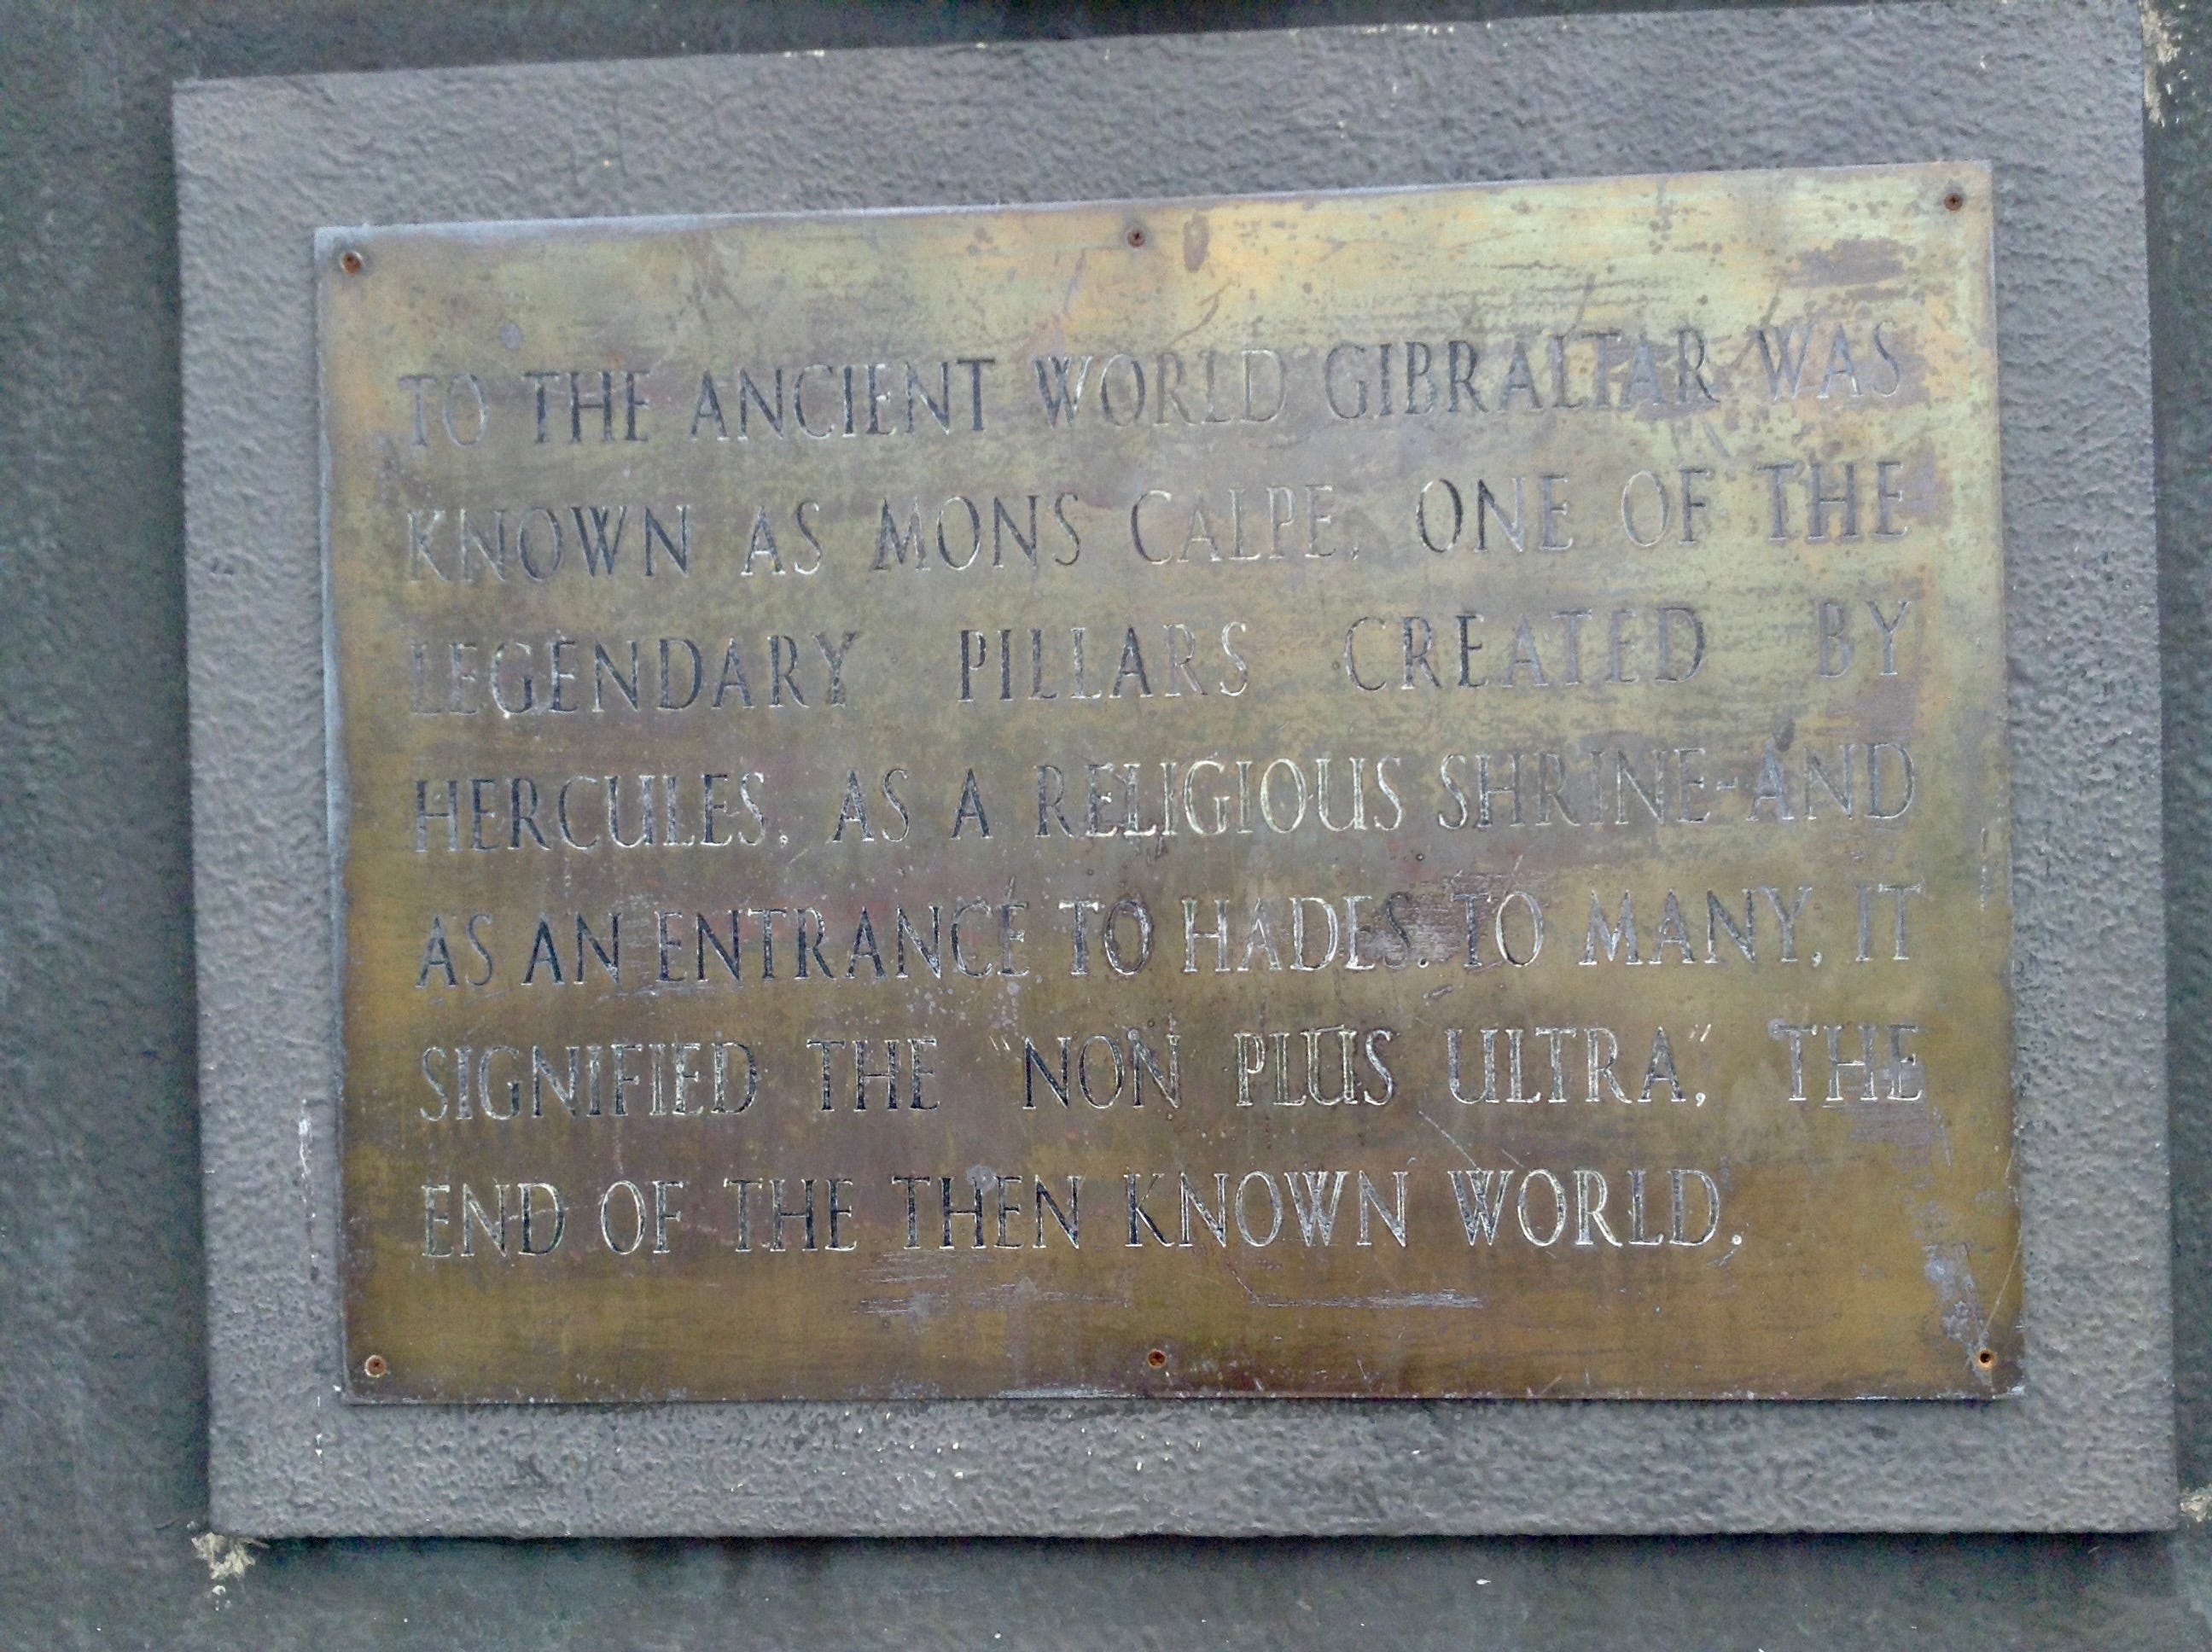 TO THE ANCIENT WORLD GIBRALTAR WAS
KNOWN AS MONS CALPE, ONE OF THE
LEGENDARY PILLARS CREATED BY
HERCULES. AS A RELIGIOUS SHRINE-AND
AS AN ENTRANCE TO HADES. TO MANY, IT
SIGNIFIED THE "NON PLUS ULTRA", THE
END OF THE THEN KNOWN WORLD.